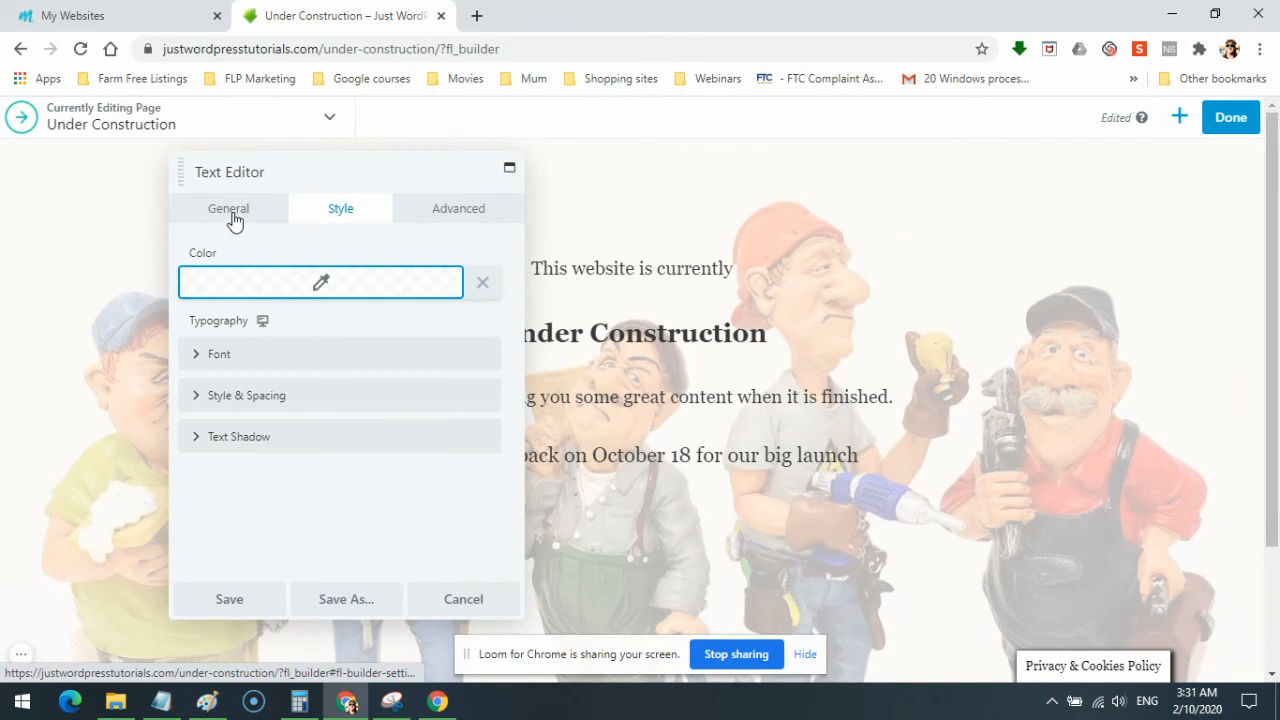 My Websites
Under Construction – Just WordP
justwordpresstutorials.com/under-construction/?fl_builder
Apps Farm Free Listings FLP Marketing Google courses Movies Mum Shopping sites Webinars FTC - FTC Complaint As... 20 Windows proces... » Other bookmarks
Currently Editing Page
Under Construction
Edited
Done
Text Editor
General Style Advanced
Color
Typography
Font
Style & Spacing
Text Shadow
Save Save As... Cancel
This website is currently
nder Construction
g you some great content when it is finished.
back on October 18 for our big launch
Loom for Chrome is sharing your screen. Stop sharing Hide
Privacy & Cookies Policy
https://justwordpresstutorials.com/under-construction/?fl_builder#fl-builder-setti...
ENG
3:31 AM
2/10/2020